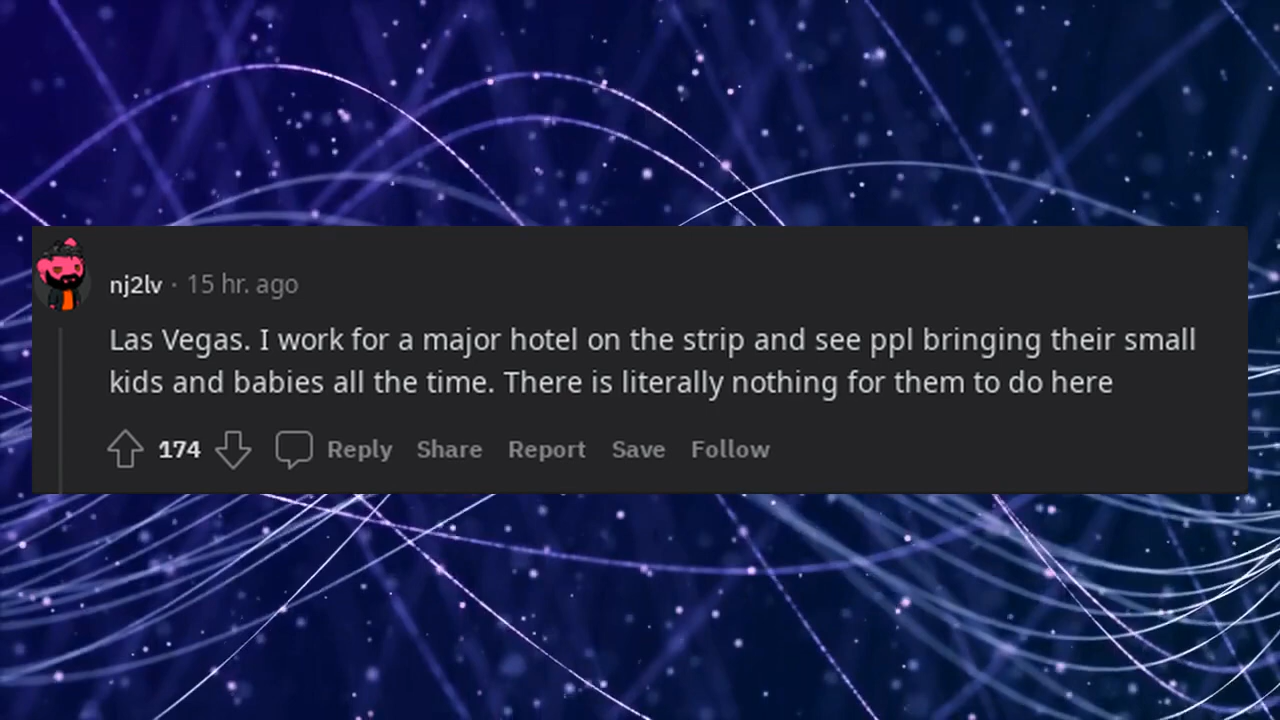 nj2lv · 15 hr. ago
Las Vegas. I work for a major hotel on the strip and see ppl bringing their small
kids and babies all the time. There is literally nothing for them to do here
174 Reply Share Report Save Follow